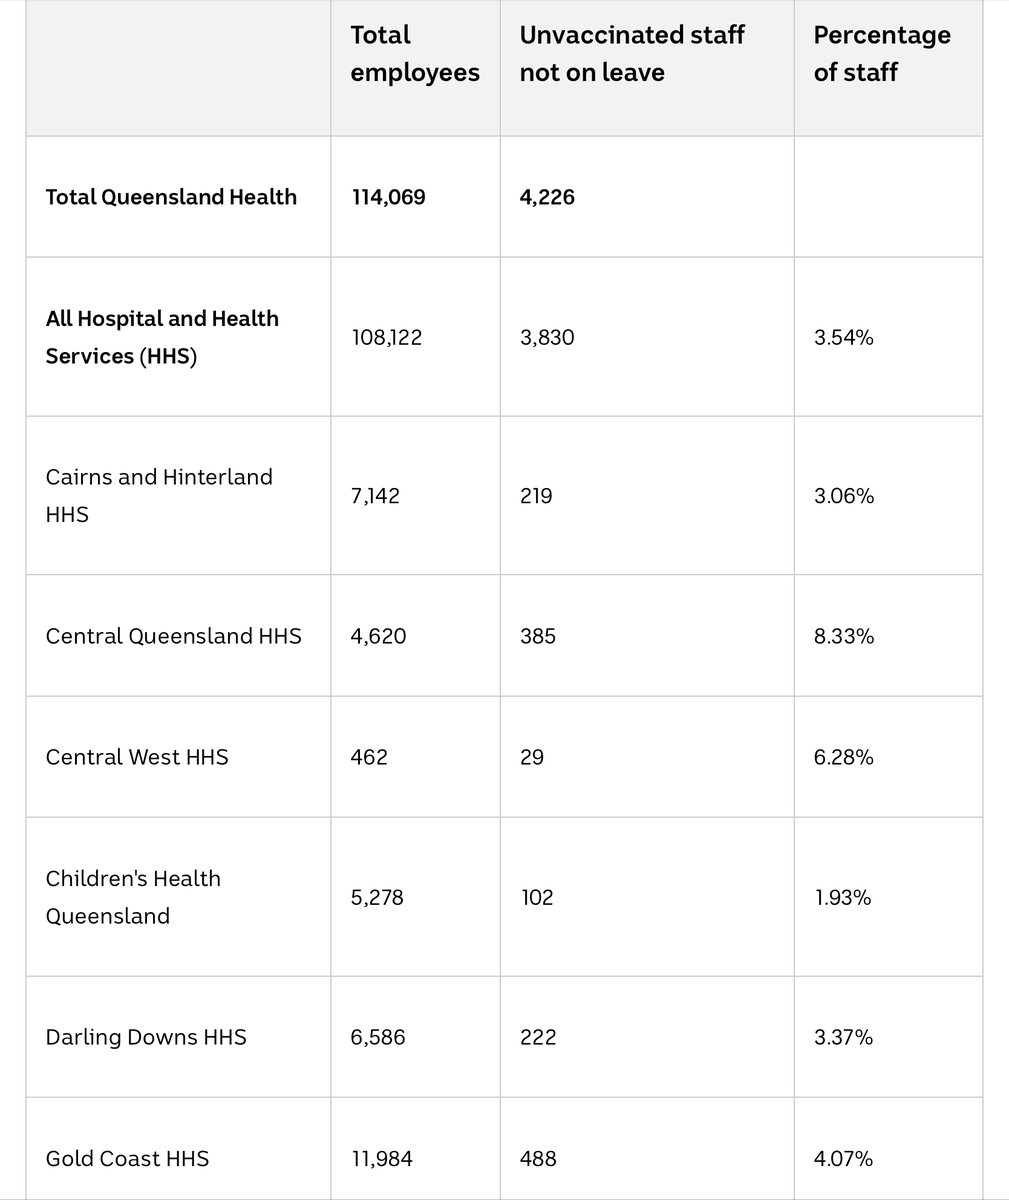 Total employees
Unvaccinated staff not on leave
Percentage of staff
Total Queensland Health
114,069
4,226
All Hospital and Health
Services (HHS)
108,122
3,830
3.54%
Cairns and Hinterland
HHS
7,142
219
3.06%
Central Queensland HHS
4,620
385
8.33%
Central West HHS
462
29
6.28%
Children's Health
Queensland
5,278
102
1.93%
Darling Downs HHS
6,586
222
3.37%
Gold Coast HHS
11,984
488
4.07%